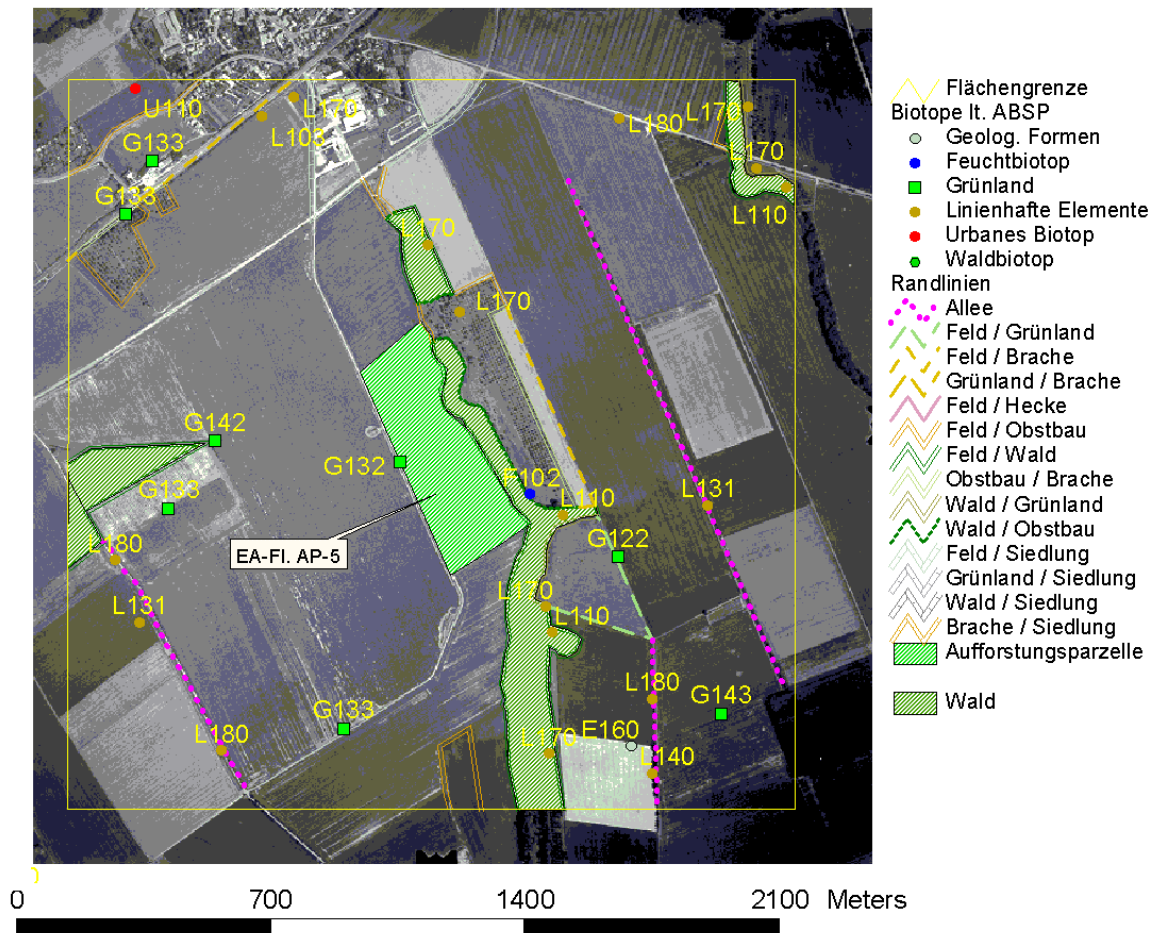 U110
L170
L103
G133
G133
L180
L170
L170
L110
L170
L170
G142
G132
G133
F102
L110
L131
EA-Fl. AP-5
G122
L180
L131
L170
L110
L180
G143
G133
L180
E160
L170
L140
Flächengrenze
Biotope lt. ABSP
Geolog. Formen
Feuchtbiotop
Grünland
Linienhafte Elemente
Urbanes Biotop
Waldbiotop
Randlinien
Allee
Feld / Grünland
Feld / Brache
Grünland / Brache
Feld / Hecke
Feld / Obstbau
Feld / Wald
Obstbau / Brache
Wald / Grünland
Wald / Obstbau
Feld / Siedlung
Grünland / Siedlung
Wald / Siedlung
Brache / Siedlung
Aufforstungsparzelle
Wald
0 700 1400 2100 Meters